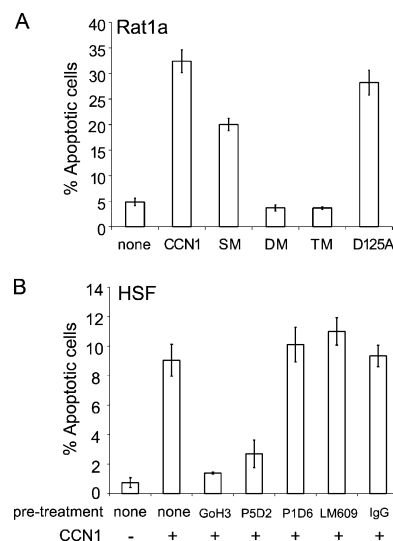 A
Rat1a
% Apoptotic cells
40
35
30
25
20
15
10
5
0
none CCN1 SM DM TM D125A
B
HSF
% Apoptotic cells
14
12
10
8
6
4
2
0
pre-treatment none none GoH3 P5D2 P1D6 LM609 IgG
CCN1 - + + + + + +